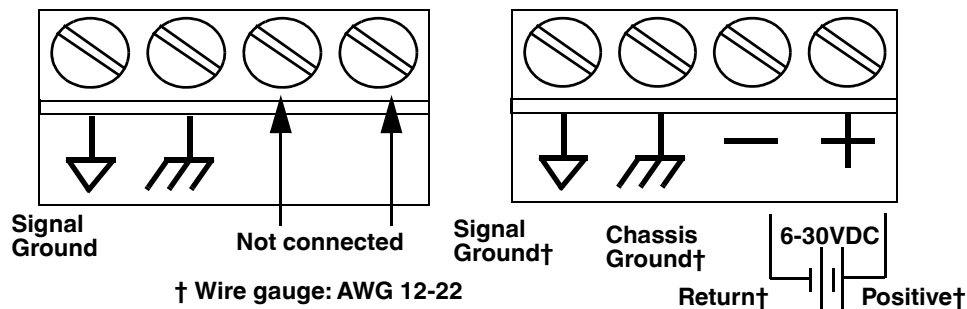 Signal
Ground
Not connected
† Wire gauge: AWG 12-22
Signal
Ground†
Chassis
Ground†
6-30VDC
Return†
Positive†